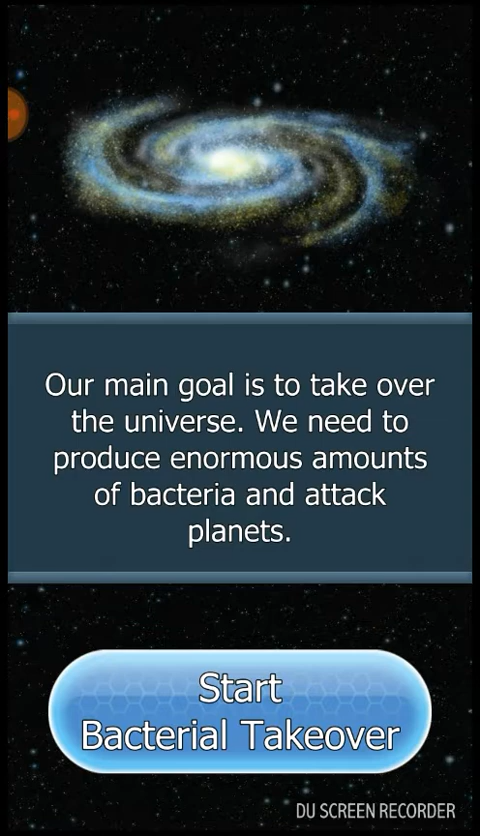 Our main goal is to take over
the universe. We need to
produce enormous amounts
of bacteria and attack
planets.
Start
Bacterial Takeover
DU SCREEN RECORDER